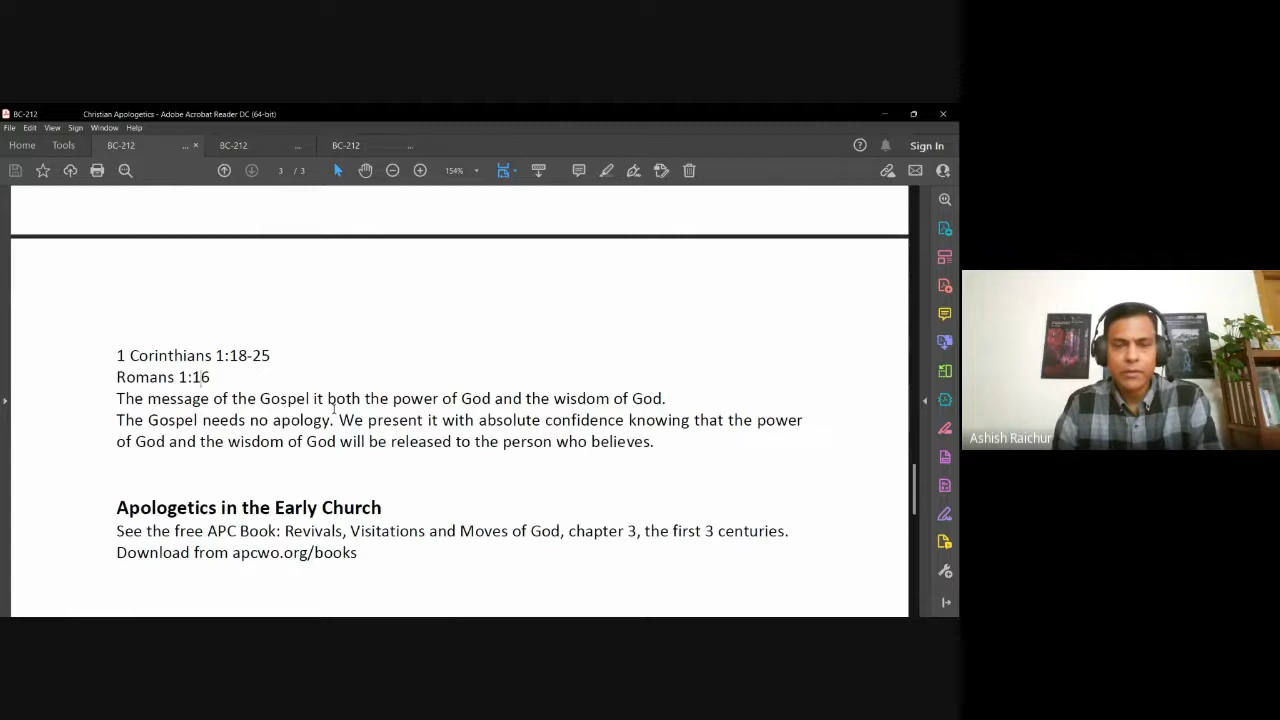 BC-212 Christian Apologetics - Adobe Acrobat Reader DC (64-bit)
File Edit View Sign Window Help
Home Tools BC-212 ... × BC-212 ... BC-212 ... Sign In
3 / 3 154%
1 Corinthians 1:18-25
Romans 1:16
The message of the Gospel it both the power of God and the wisdom of God.
The Gospel needs no apology. We present it with absolute confidence knowing that the power
of God and the wisdom of God will be released to the person who believes.
Apologetics in the Early Church
See the free APC Book: Revivals, Visitations and Moves of God, chapter 3, the first 3 centuries.
Download from apcwo.org/books
Ashish Raichur